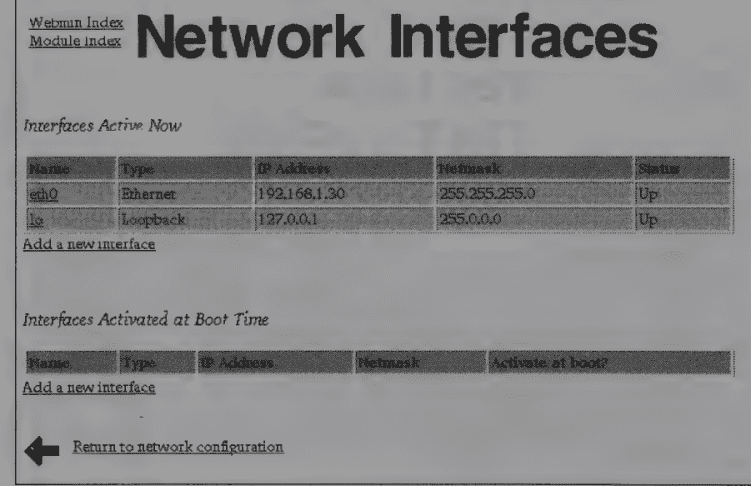 Webmin Index
Module Index
Network Interfaces
Interfaces Active Now
Name Type IP Address Netmask Status
eth0 Ethernet 192.168.1.30 255.255.255.0 Up
lo Loopback 127.0.0.1 255.0.0.0 Up
Add a new interface
Interfaces Activated at Boot Time
Name Type IP Address Netmask Activate at boot?
Add a new interface
Return to network configuration